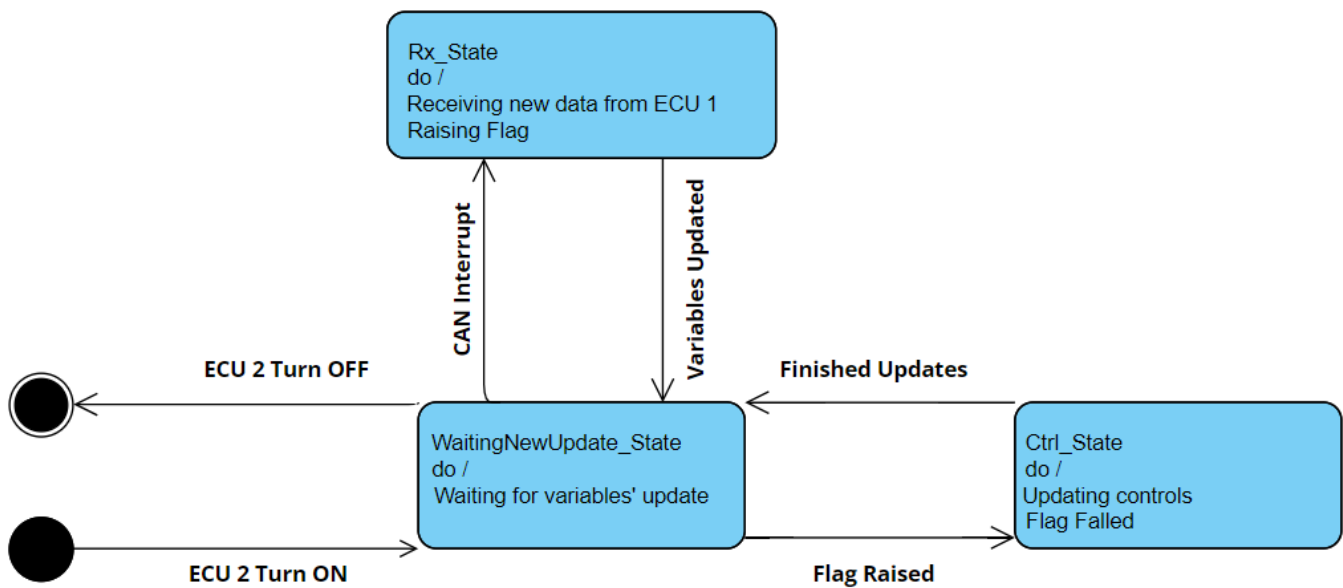 Rx_State
do /
Receiving new data from ECU 1
Raising Flag
CAN Interrupt
Variables Updated
ECU 2 Turn OFF
Finished Updates
WaitingNewUpdate_State
do /
Waiting for variables' update
Ctrl_State
do /
Updating controls
Flag Falled
ECU 2 Turn ON
Flag Raised